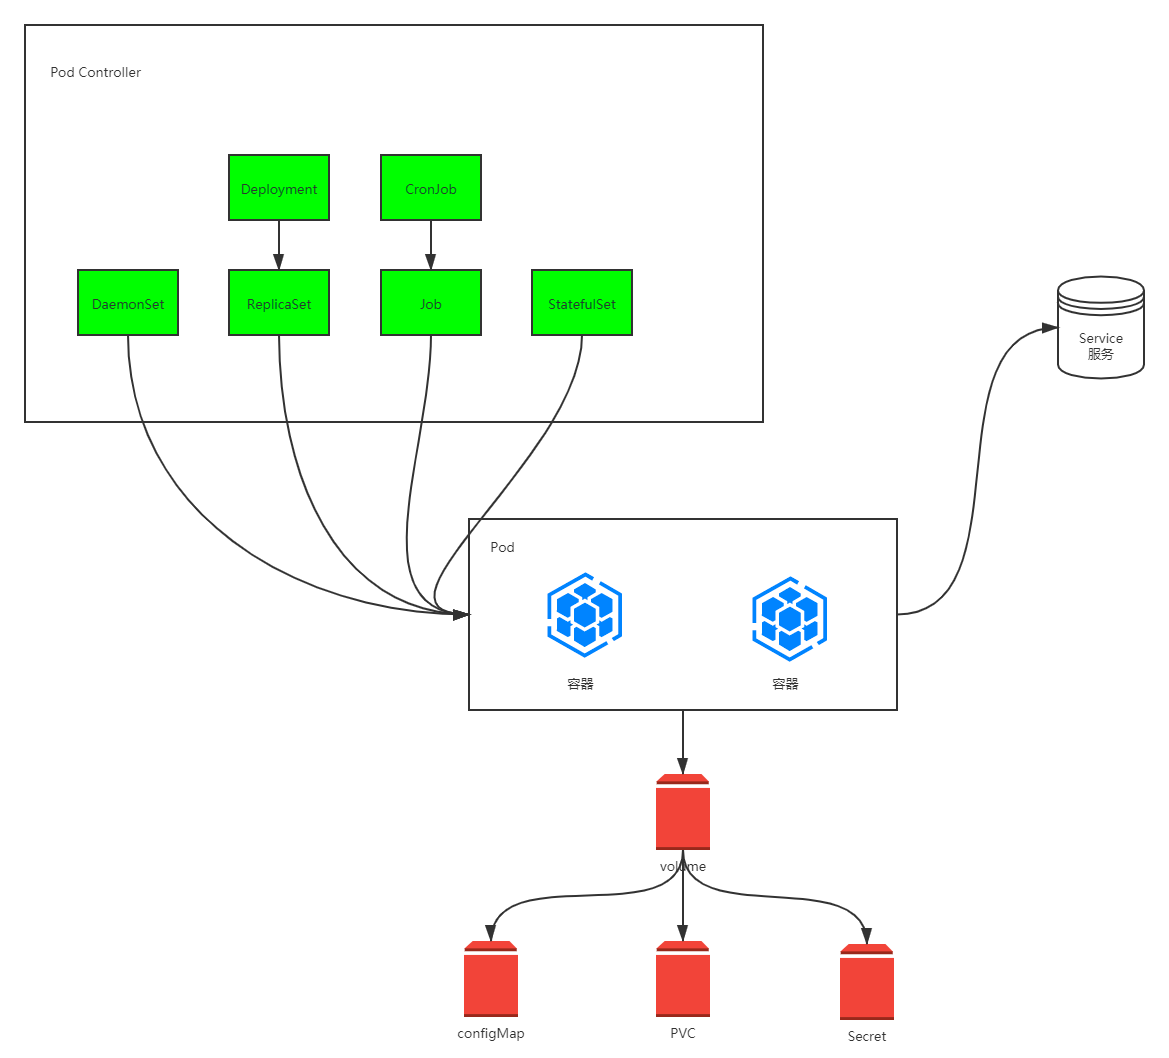 Pod Controller
Deployment
CronJob
DaemonSet
ReplicaSet
Job
StatefulSet
Service
服务
Pod
容器
容器
volume
configMap
PVC
Secret